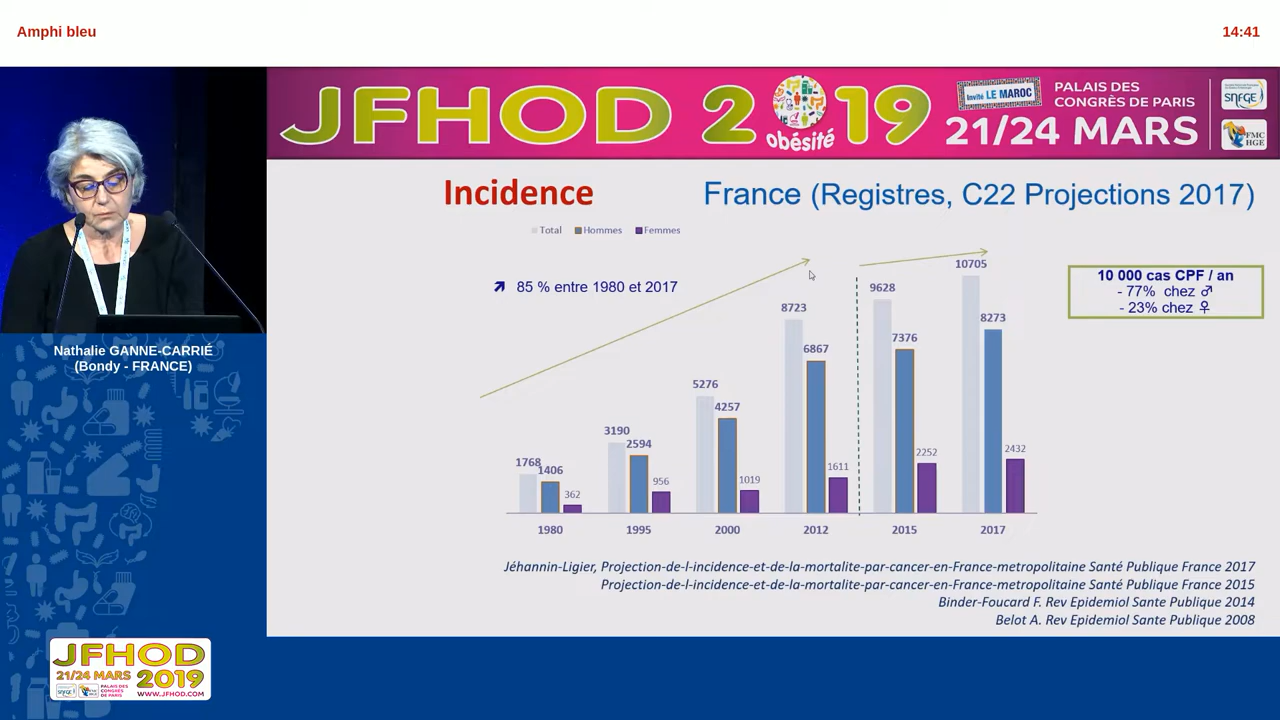 Amphi bleu
14:41
JFHOD 2019
obésité
Invité LE MAROC
PALAIS DES
CONGRÈS DE PARIS
21/24 MARS
SNFGE
FMC
HGE
Incidence
France (Registres, C22 Projections 2017)
Total Hommes Femmes
↗ 85 % entre 1980 et 2017
10 000 cas CPF / an
- 77% chez ♂
- 23% chez ♀
1768
1406
362
3190
2594
956
5276
4257
1019
8723
6867
1611
9628
7376
2252
10705
8273
2432
1980 1995 2000 2012 2015 2017
Jéhannin-Ligier, Projection-de-l-incidence-et-de-la-mortalite-par-cancer-en-France-metropolitaine Santé Publique France 2017
Projection-de-l-incidence-et-de-la-mortalite-par-cancer-en-France-metropolitaine Santé Publique France 2015
Binder-Foucard F. Rev Epidemiol Sante Publique 2014
Belot A. Rev Epidemiol Sante Publique 2008
Nathalie GANNE-CARRIÉ
(Bondy - FRANCE)
JFHOD
21/24 MARS 2019
PALAIS DES
CONGRÈS
DE PARIS
WWW.JFHOD.COM